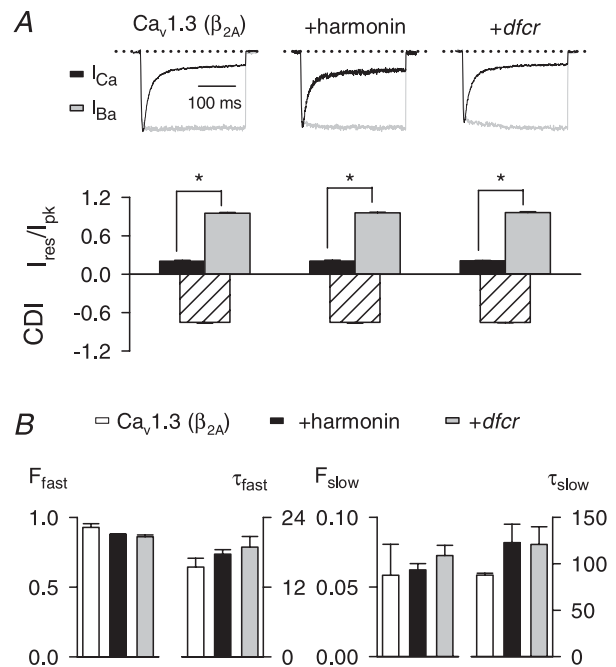 A
Cav1.3 (β2A)
+harmonin
+dfcr
ICa
IBa
100 ms
Ires/Ipk
CDI
1.2
0.6
0.0
-0.6
-1.2
*
*
*
B
Cav1.3 (β2A)
+harmonin
+dfcr
Ffast
τfast
Fslow
τslow
1.0
0.5
0.0
24
12
0
0.10
0.05
0.00
150
100
50
0